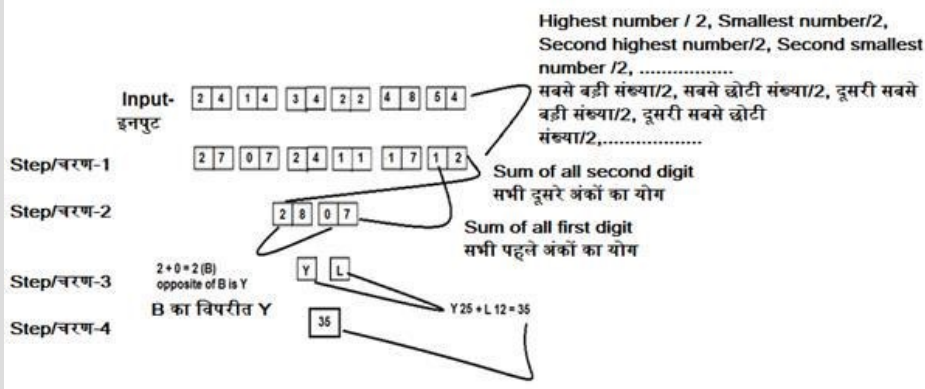 Highest number / 2, Smallest number/2,
Second highest number/2, Second smallest
number /2, .................
सबसे बड़ी संख्या/2, सबसे छोटी संख्या/2, दूसरी सबसे
बड़ी संख्या/2, दूसरी सबसे छोटी
संख्या/2,..................
Input- 2 4 1 4 3 4 2 2 4 8 5 4
इनपुट
Step/चरण-1 2 7 0 7 2 4 1 1 1 7 1 2
Sum of all second digit
सभी दूसरे अंकों का योग
Step/चरण-2 2 8 0 7
Sum of all first digit
सभी पहले अंकों का योग
Step/चरण-3 2 + 0 = 2 (B) Y L
opposite of B is Y
B का विपरीत Y
Y 25 + L 12 = 35
Step/चरण-4 35